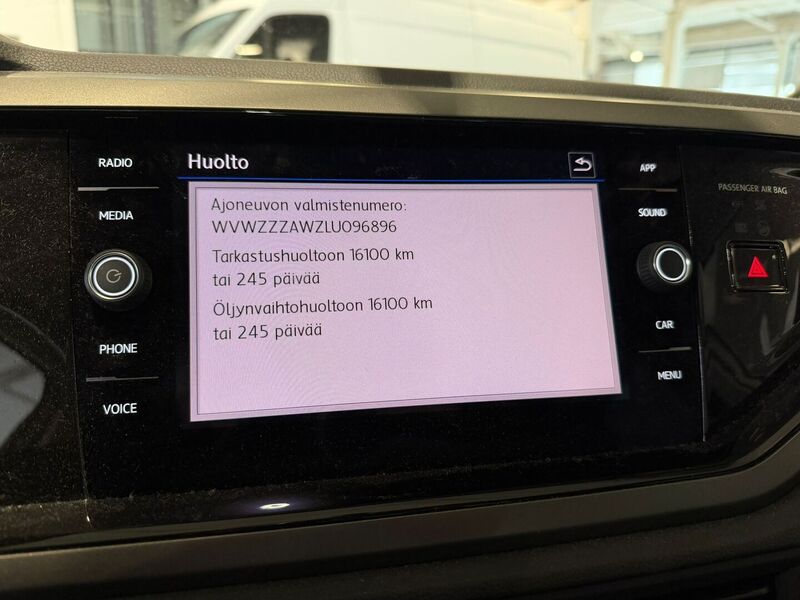 Huolto
RADIO
MEDIA
PHONE
VOICE
Ajoneuvon valmistenumero:
WVWZZZAWZLU096896
Tarkastushuoltoon 16100 km
tai 245 päivää
Öljynvaihtohuoltoon 16100 km
tai 245 päivää
APP
SOUND
CAR
MENU
PASSENGER AIR BAG